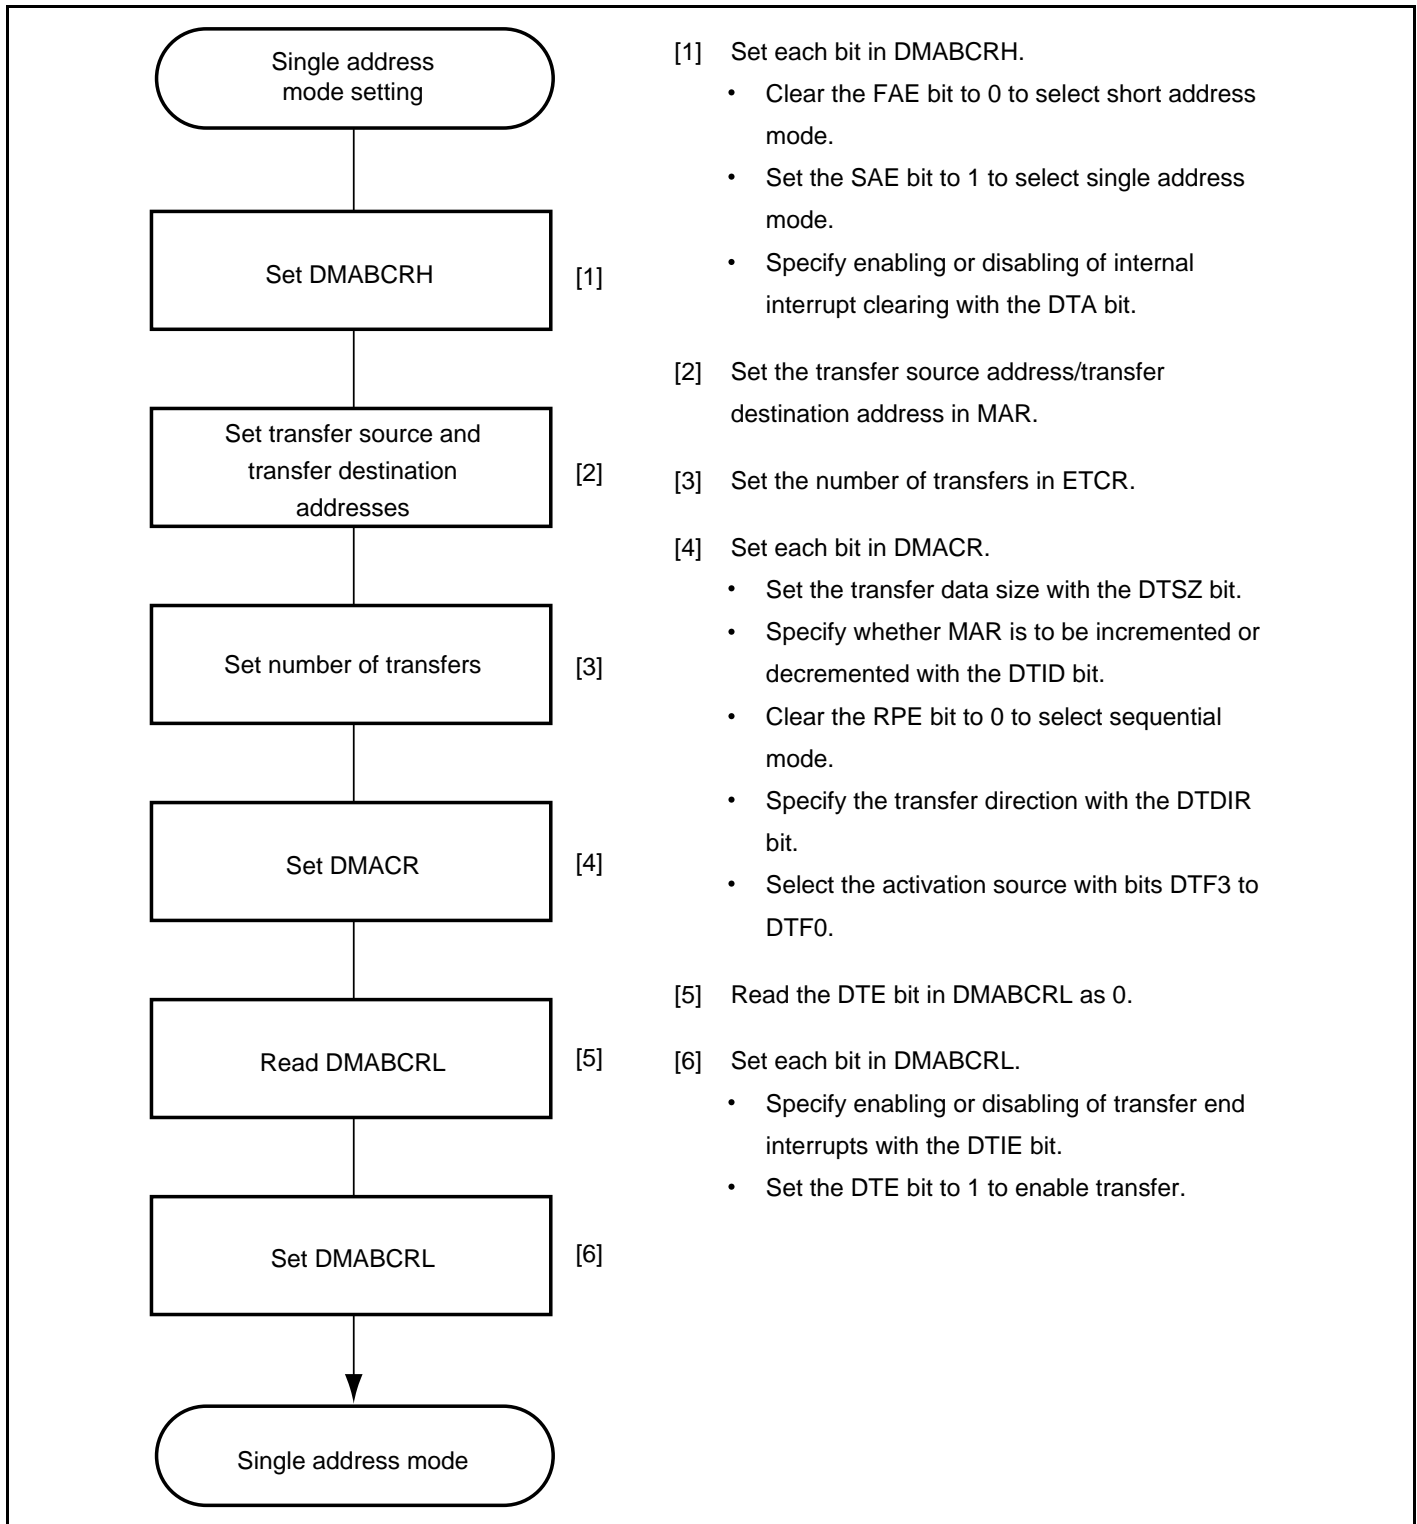 Single address
mode setting
Set DMABCRH
[1]
Set transfer source and
transfer destination
addresses
[2]
Set number of transfers
[3]
Set DMACR
[4]
Read DMABCRL
[5]
Set DMABCRL
[6]
Single address mode
[1] Set each bit in DMABCRH.
• Clear the FAE bit to 0 to select short address
mode.
• Set the SAE bit to 1 to select single address
mode.
• Specify enabling or disabling of internal
interrupt clearing with the DTA bit.
[2] Set the transfer source address/transfer
destination address in MAR.
[3] Set the number of transfers in ETCR.
[4] Set each bit in DMACR.
• Set the transfer data size with the DTSZ bit.
• Specify whether MAR is to be incremented or
decremented with the DTID bit.
• Clear the RPE bit to 0 to select sequential
mode.
• Specify the transfer direction with the DTDIR
bit.
• Select the activation source with bits DTF3 to
DTF0.
[5] Read the DTE bit in DMABCRL as 0.
[6] Set each bit in DMABCRL.
• Specify enabling or disabling of transfer end
interrupts with the DTIE bit.
• Set the DTE bit to 1 to enable transfer.